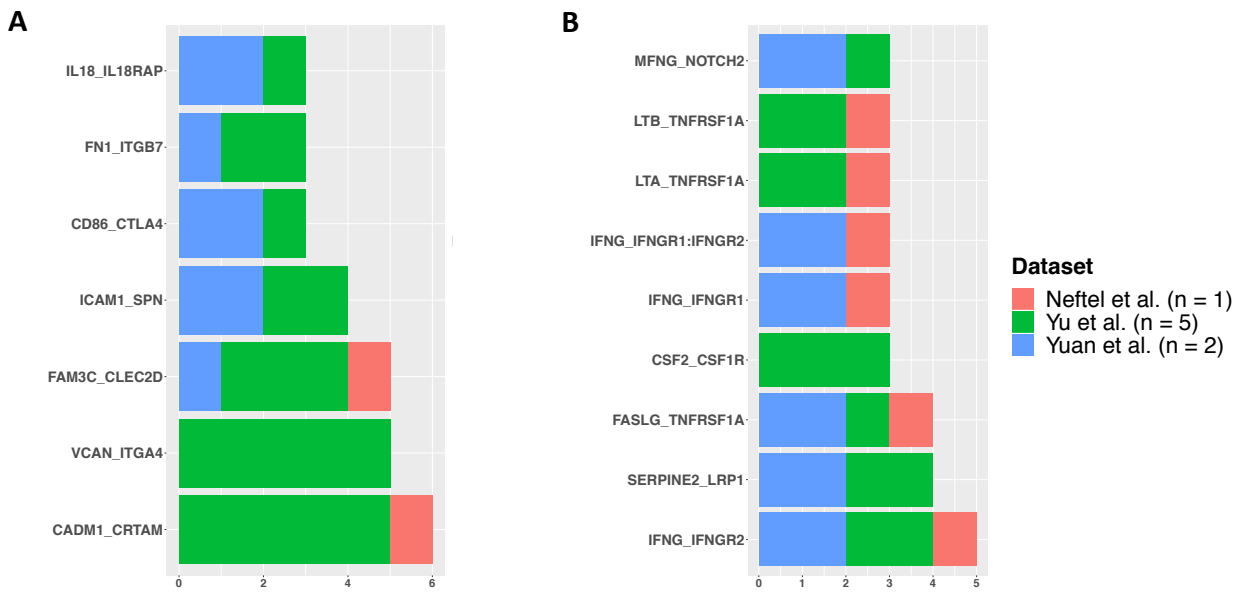 A
IL18_IL18RAP
FN1_ITGB7
CD86_CTLA4
ICAM1_SPN
FAM3C_CLEC2D
VCAN_ITGA4
CADM1_CRTAM
0 2 4 6
B
MFNG_NOTCH2
LTB_TNFRSF1A
LTA_TNFRSF1A
IFNG_IFNGR1:IFNGR2
IFNG_IFNGR1
CSF2_CSF1R
FASLG_TNFRSF1A
SERPINE2_LRP1
IFNG_IFNGR2
0 1 2 3 4 5
Dataset
Neftel et al. (n = 1)
Yu et al. (n = 5)
Yuan et al. (n = 2)